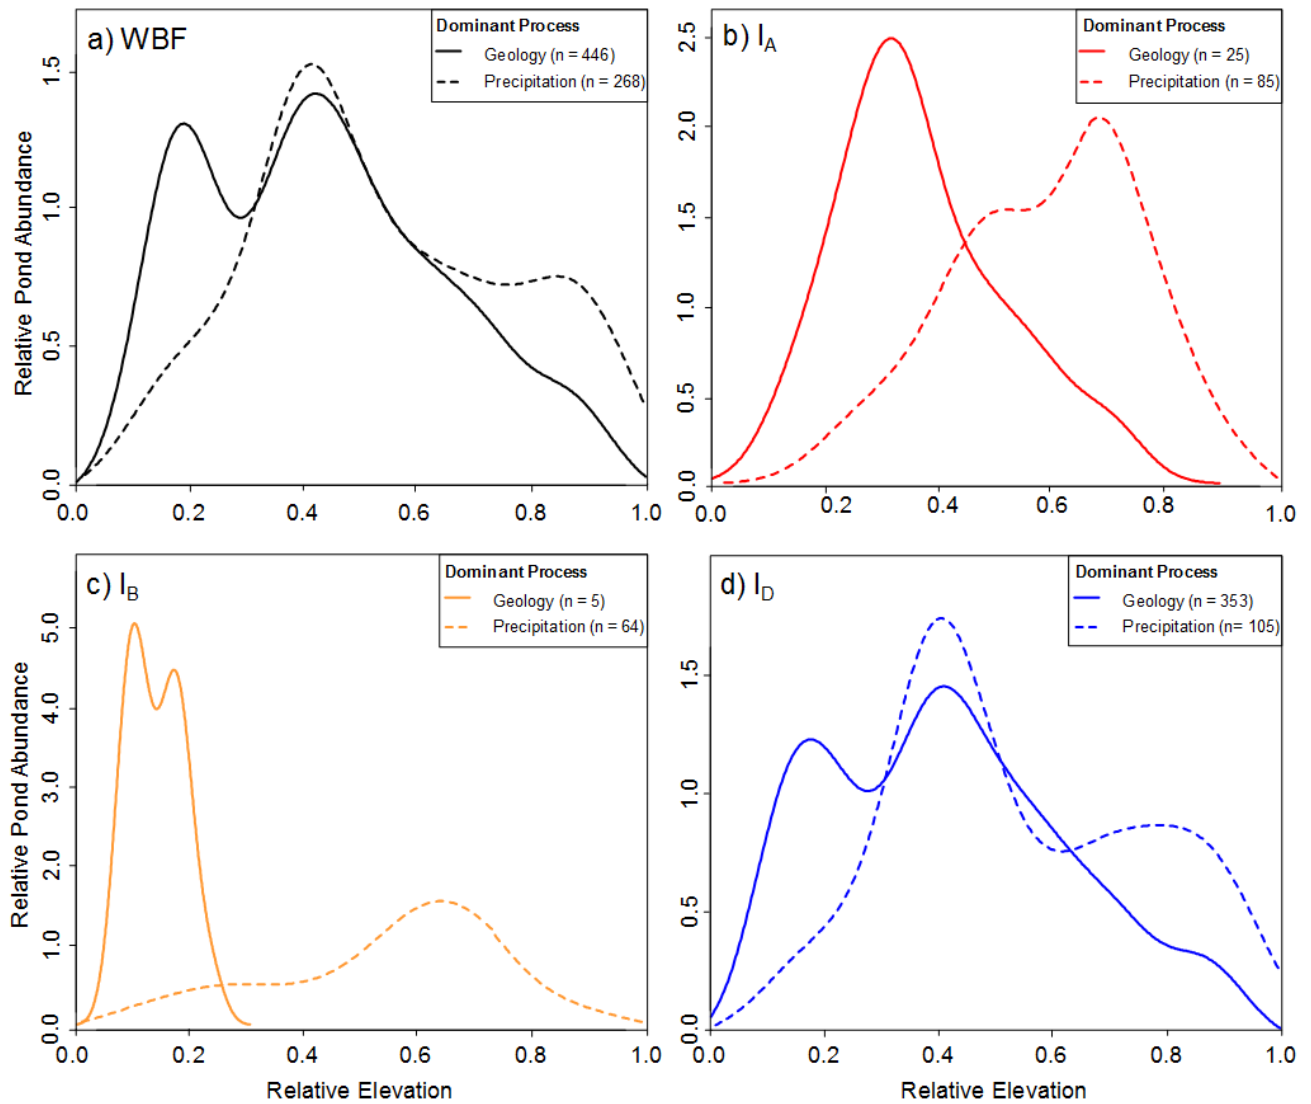 a) WBF
Dominant Process
Geology (n = 446)
Precipitation (n = 268)
Relative Pond Abundance
0.0 0.5 1.0 1.5
0.0 0.2 0.4 0.6 0.8 1.0
b) IA
Dominant Process
Geology (n = 25)
Precipitation (n = 85)
0.0 0.5 1.0 1.5 2.0 2.5
0.0 0.2 0.4 0.6 0.8 1.0
c) IB
Dominant Process
Geology (n = 5)
Precipitation (n = 64)
Relative Pond Abundance
0.0 1.0 2.0 3.0 4.0 5.0
0.0 0.2 0.4 0.6 0.8 1.0
Relative Elevation
d) ID
Dominant Process
Geology (n = 353)
Precipitation (n= 105)
0.0 0.5 1.0 1.5
0.0 0.2 0.4 0.6 0.8 1.0
Relative Elevation